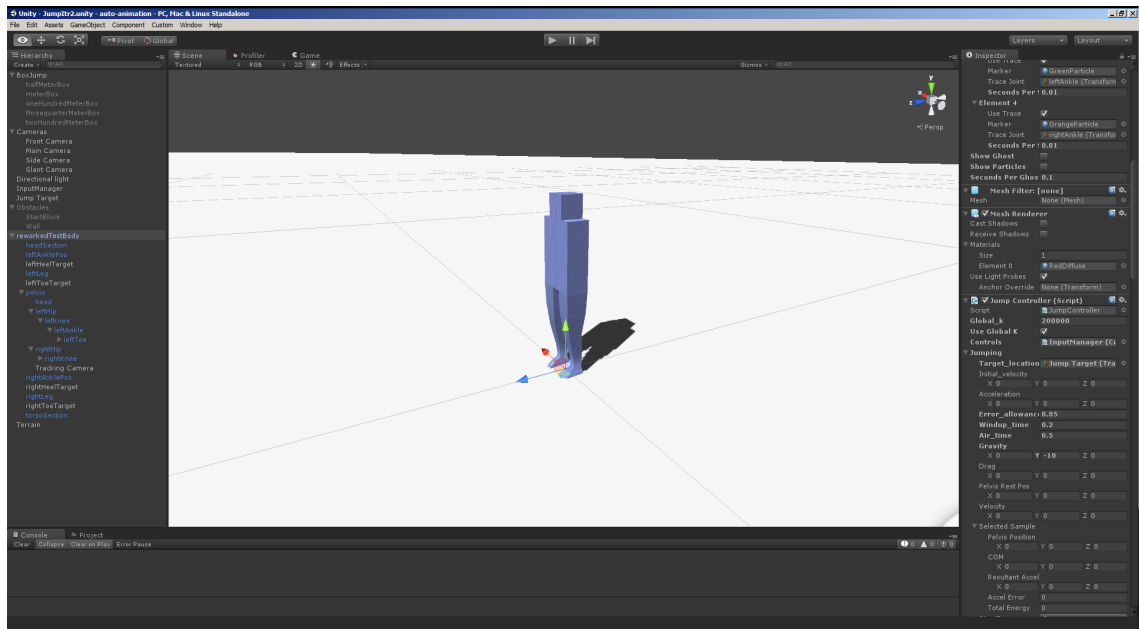 Unity - JumpItr2.unity - auto-animation - PC, Mac & Linux Standalone
File Edit Assets GameObject Component Custom Window Help
Pivot Global
Layers Layout
Hierarchy
Create All
BoxJump
halfMeterBox
meterBox
oneHundredMeterBox
threequarterMeterBox
twoHundredMeterBox
Cameras
Front Camera
Main Camera
Side Camera
Slant Camera
Directional light
InputManager
Jump Target
Obstacles
StartBlock
Wall
reworkedTestBody
headSection
leftAnklePos
leftHeelTarget
leftLeg
leftToeTarget
pelvis
head
leftHip
leftKnee
leftAnkle
leftToe
rightHip
rightKnee
Tracking Camera
rightAnklePos
rightHeelTarget
rightLeg
rightToeTarget
torsoSection
Terrain
Scene Profiler Game
Textured RGB 2D Effects Gizmos All
y
x
z
Persp
Console Project
Clear Collapse Clear on Play Error Pause 0 0 0
Inspector
Use Trace
Marker GreenParticle
Trace Joint leftAnkle (Transform
Seconds Per 0.01
Element 4
Use Trace
Marker OrangeParticle
Trace Joint rightAnkle (Transfo
Seconds Per 0.01
Show Ghost
Show Particles
Seconds Per Ghos 0.1
Mesh Filter: [none]
Mesh None (Mesh)
Mesh Renderer
Cast Shadows
Receive Shadows
Materials
Size 1
Element 0 RedDiffuse
Use Light Probes
Anchor Override None (Transform)
Jump Controller (Script)
Script JumpController
Global_k 200000
Use Global K
Controls InputManager (C
Jumping
Target_location Jump Target (Tra
Initial_velocity
X 0 Y 0 Z 0
Acceleration
X 0 Y 0 Z 0
Error_allowanc 0.05
Windup_time 0.2
Air_time 0.5
Gravity
X 0 Y -10 Z 0
Drag
X 0 Y 0 Z 0
Pelvis Rest Pos
X 0 Y 0 Z 0
Velocity
X 0 Y 0 Z 0
Selected Sample
Pelvis Position
X 0 Y 0 Z 0
COM
X 0 Y 0 Z 0
Resultant Accel
X 0 Y 0 Z 0
Accel Error 0
Total Energy 0